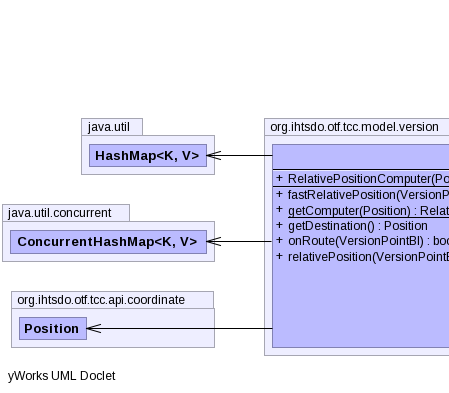 java.util
HashMap<K, V>
java.util.concurrent
ConcurrentHashMap<K, V>
org.ihtsdo.otf.tcc.api.coordinate
Position
org.ihtsdo.otf.tcc.model.version
+ RelativePositionComputer(Po
+ fastRelativePosition(VersionP
+ getComputer(Position) : Relat
+ getDestination() : Position
+ onRoute(VersionPointBI) : boo
+ relativePosition(VersionPointB
yWorks UML Doclet